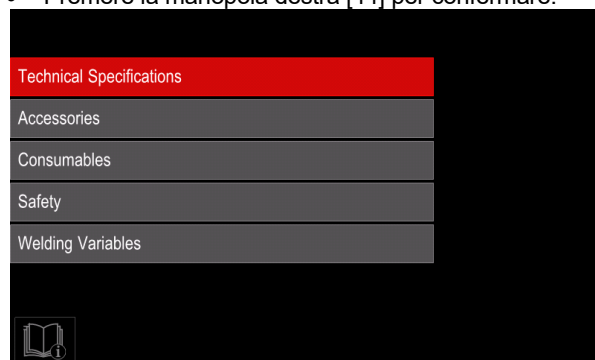 Premere la manopola destra per confermare.
Technical Specifications
Accessories
Consumables
Safety
Welding Variables